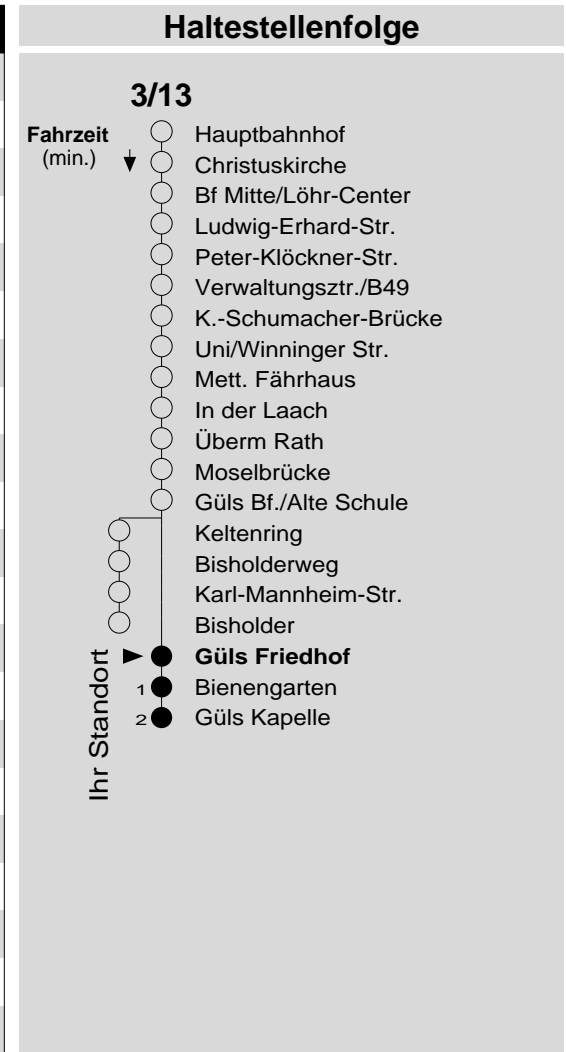 Haltestellenfolge
3/13
Fahrzeit
(min.)
Hauptbahnhof
Christuskirche
Bf Mitte/Löhr-Center
Ludwig-Erhard-Str.
Peter-Klöckner-Str.
Verwaltungsztr./B49
K.-Schumacher-Brücke
Uni/Winninger Str.
Mett. Fährhaus
In der Laach
Überm Rath
Moselbrücke
Güls Bf./Alte Schule
Keltenring
Bisholderweg
Karl-Mannheim-Str.
Bisholder
Güls Friedhof
1 Bienengarten
2 Güls Kapelle
Ihr Standort